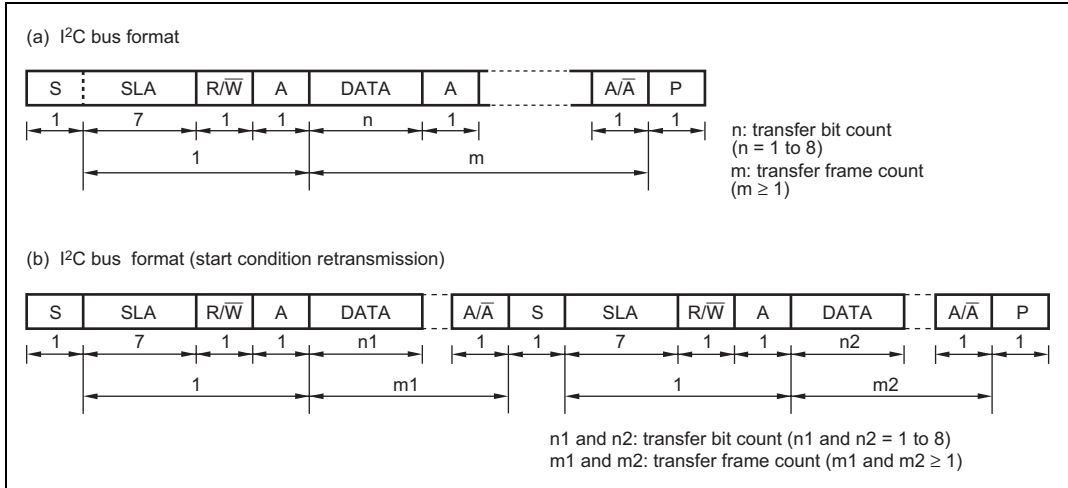 (a) I²C bus format
S SLA R/W̅ A DATA A A/A̅ P
1 7 1 1 n 1 1 1
1 m
n: transfer bit count
(n = 1 to 8)
m: transfer frame count
(m ≥ 1)
(b) I²C bus format (start condition retransmission)
S SLA R/W̅ A DATA A/A̅ S SLA R/W̅ A DATA A/A̅ P
1 7 1 1 n1 1 1 7 1 1 n2 1 1
1 m1 1 m2
n1 and n2: transfer bit count (n1 and n2 = 1 to 8)
m1 and m2: transfer frame count (m1 and m2 ≥ 1)